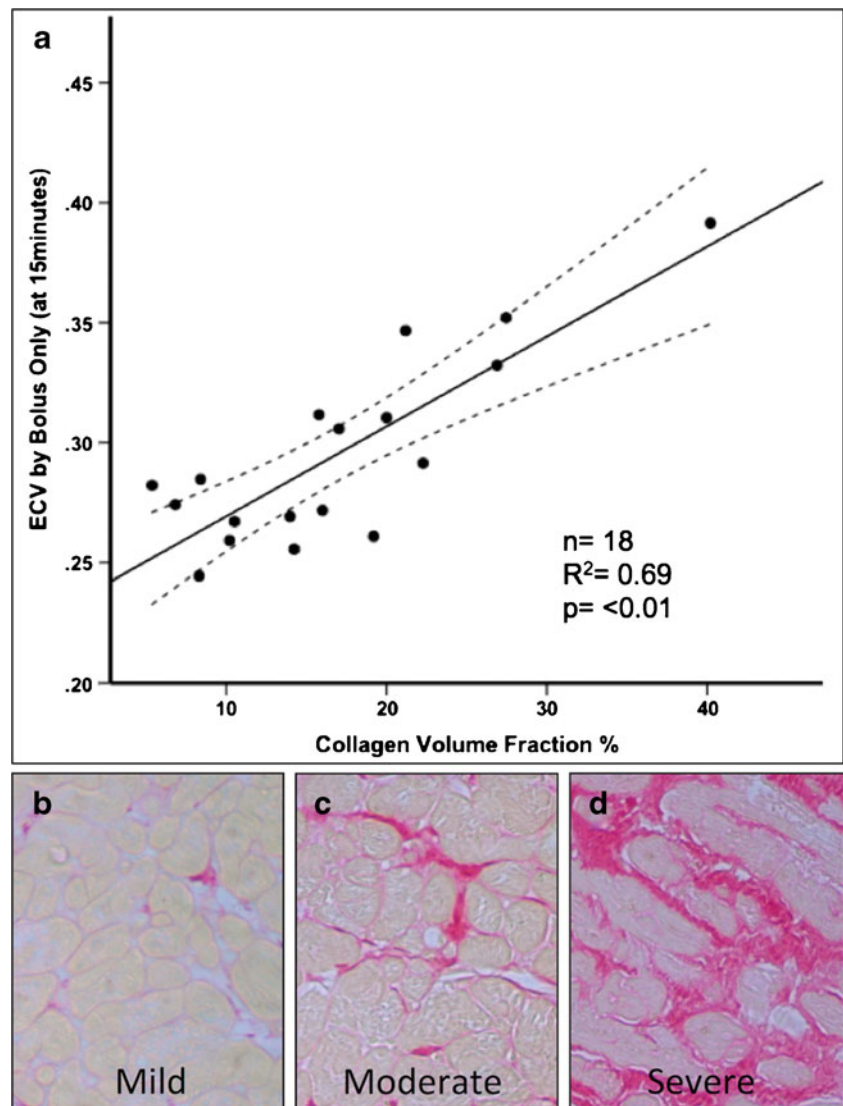 a
ECV by Bolus Only (at 15minutes)
.45
.40
.35
.30
.25
.20
n= 18
R²= 0.69
p= <0.01
10 20 30 40
Collagen Volume Fraction %
b
Mild
c
Moderate
d
Severe